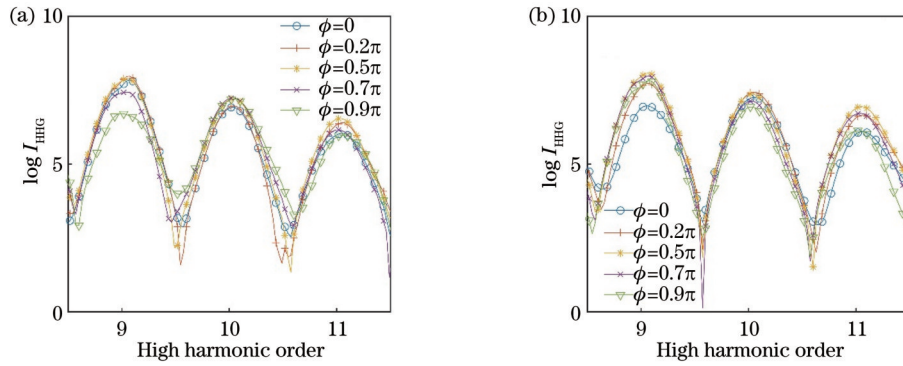 (a)
10
5
0
log I_HHG
ϕ=0
ϕ=0.2π
ϕ=0.5π
ϕ=0.7π
ϕ=0.9π
9
10
11
High harmonic order
(b)
10
5
0
log I_HHG
ϕ=0
ϕ=0.2π
ϕ=0.5π
ϕ=0.7π
ϕ=0.9π
9
10
11
High harmonic order